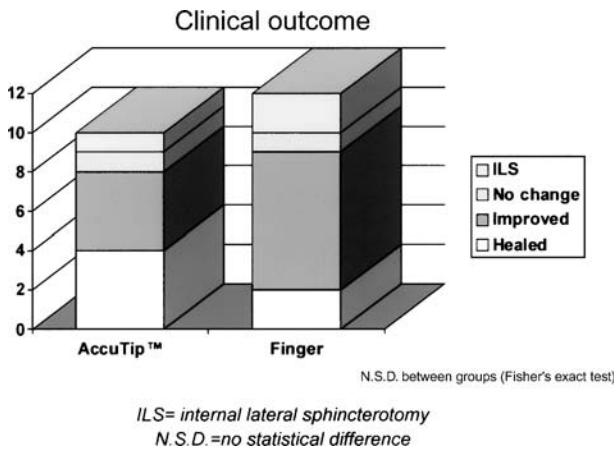 Clinical outcome
12
10
8
6
4
2
0
AccuTip™
Finger
ILS
No change
Improved
Healed
N.S.D. between groups (Fisher's exact test)
ILS= internal lateral sphincterotomy
N.S.D.=no statistical difference